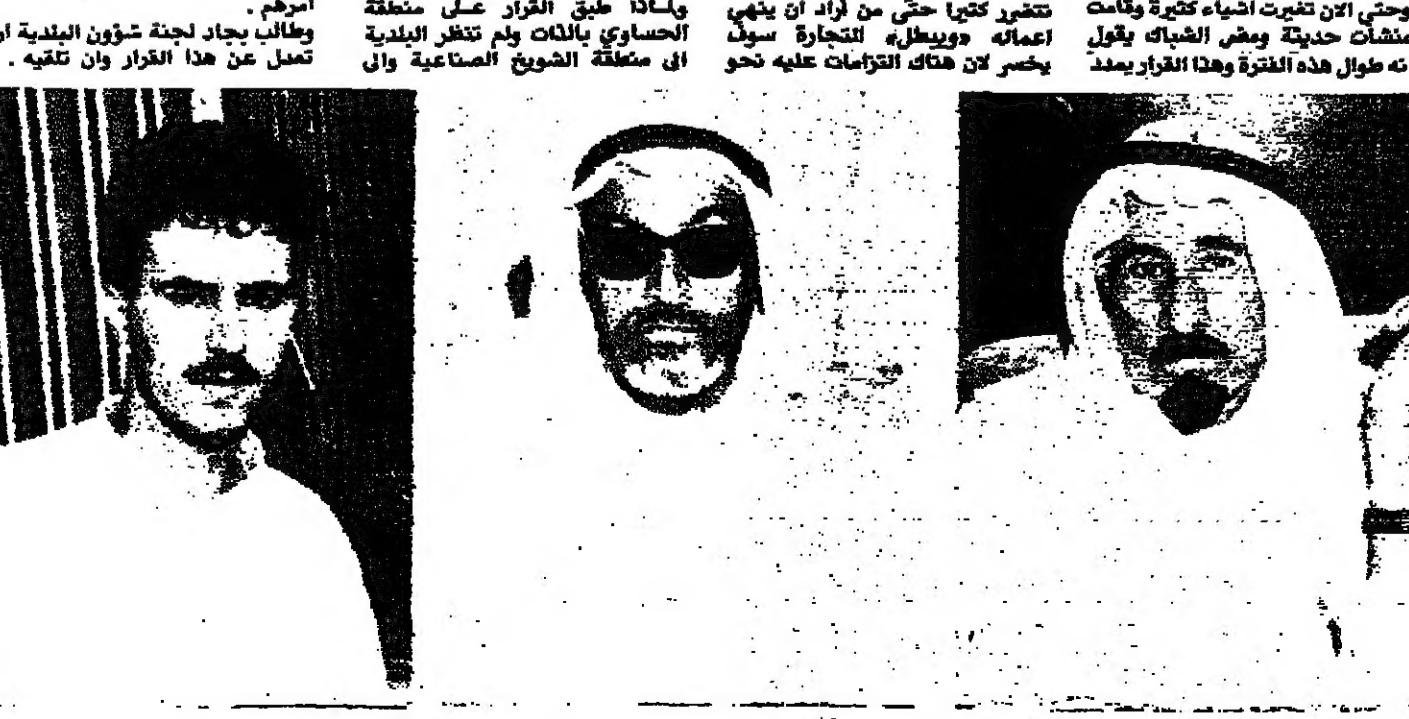 وحتى الان تغيرت اشياء كثيرة وقامت
منشآت حديثة ومضى الشباك يقول
انه طوال هذه الفترة وهذا القرار يمدد
نتضرر كثيرا حتى من اراد ان ينهي
اعماله «ويبطل» التجارة سوف
يخسر لان هناك التزامات عليه نحو
ولماذا طبق القرار على منطقة
الحساوي بالذات ولم تنظر البلدية
الى منطقة الشويخ الصناعية والى
امرهم .
وطالب بجاد لجنة شؤون البلدية ان
تعدل عن هذا القرار وان تلغيه .